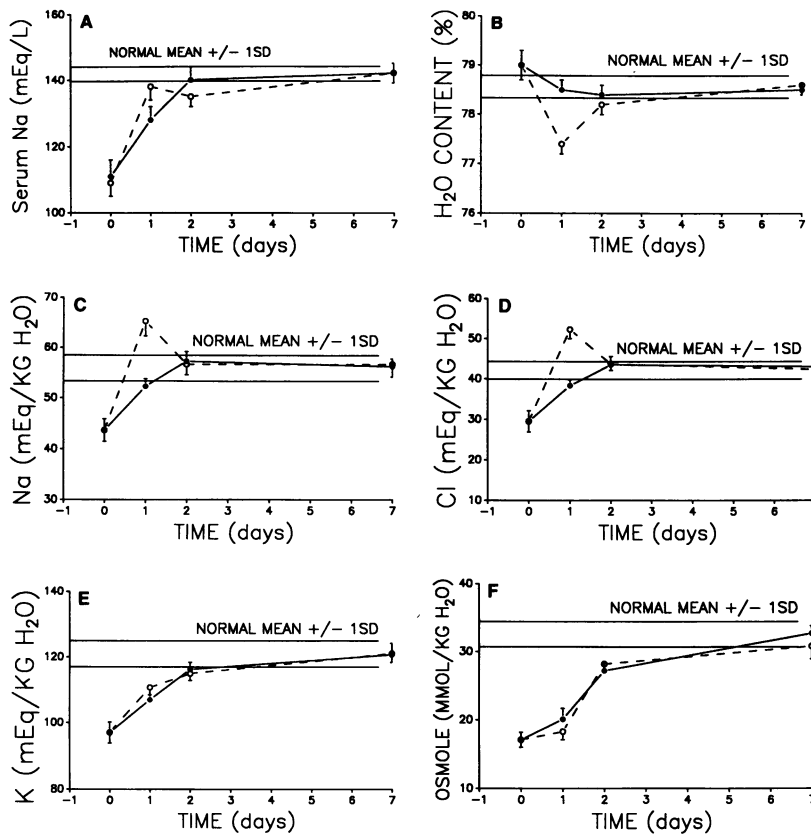 A
160
140
120
100
Serum Na (mEq/L)
NORMAL MEAN +/- 1SD
-1 0 1 2 3 4 5 6 7
TIME (days)
B
80
79
78
77
76
H₂O CONTENT (%)
NORMAL MEAN +/- 1SD
-1 0 1 2 3 4 5 6 7
TIME (days)
C
70
60
50
40
30
Na (mEq/KG H₂O)
NORMAL MEAN +/- 1SD
-1 0 1 2 3 4 5 6 7
TIME (days)
D
60
50
40
30
20
10
Cl (mEq/KG H₂O)
NORMAL MEAN +/- 1SD
-1 0 1 2 3 4 5 6
TIME (days)
E
140
120
100
80
K (mEq/KG H₂O)
NORMAL MEAN +/- 1SD
-1 0 1 2 3 4 5 6 7
TIME (days)
F
40
30
20
10
OSMOLE (MMOL/KG H₂O)
NORMAL MEAN +/- 1SD
-1 0 1 2 3 4 5 6 7
TIME (days)